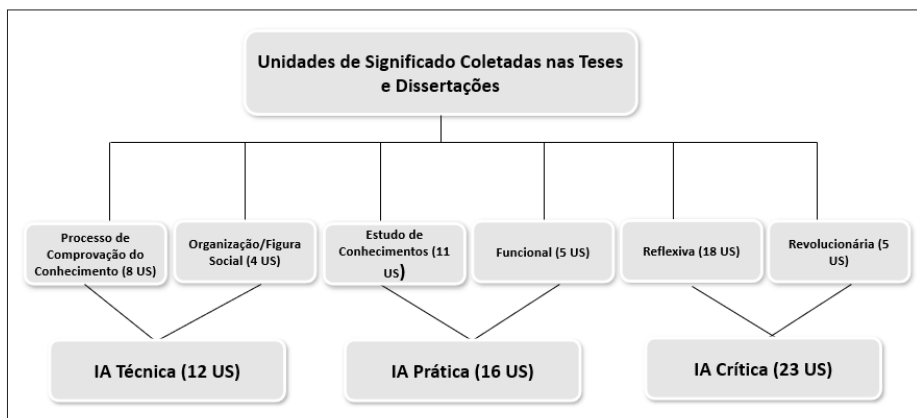 Unidades de Significado Coletadas nas Teses
e Dissertações
Processo de
Comprovação do
Conhecimento (8 US)
Organização/Figura
Social (4 US)
Estudo de
Conhecimentos (11
US)
Funcional (5 US)
Reflexiva (18 US)
Revolucionária (5
US)
IA Técnica (12 US)
IA Prática (16 US)
IA Crítica (23 US)